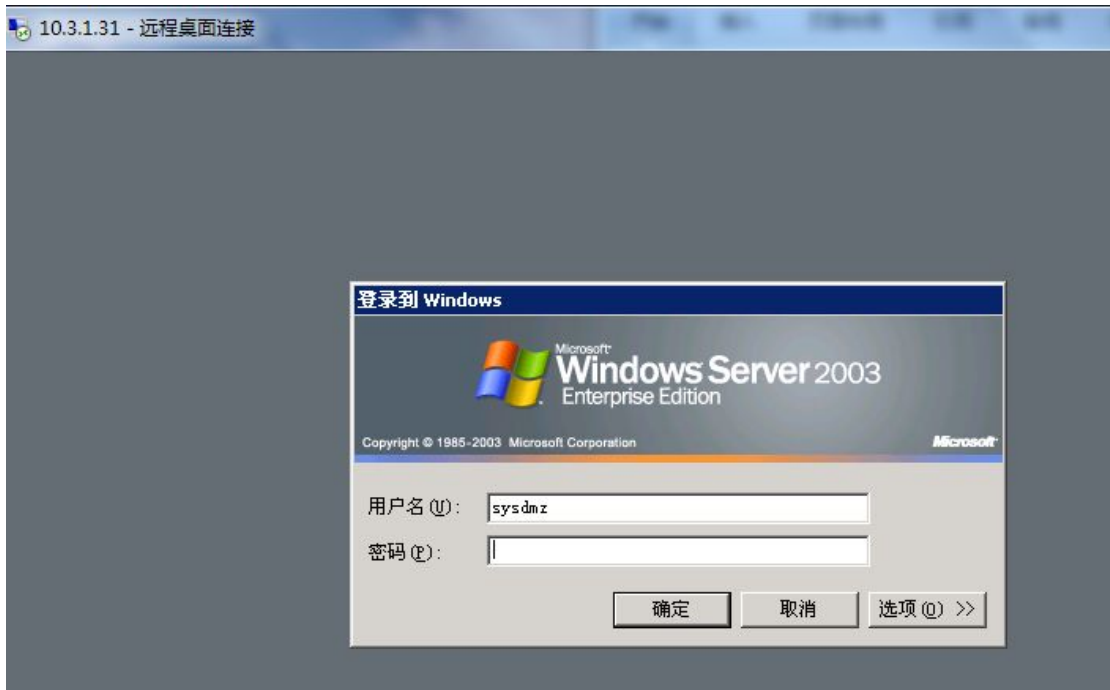 10.3.1.31 - 远程桌面连接
登录到 Windows
Microsoft
Windows Server 2003
Enterprise Edition
Copyright © 1985-2003 Microsoft Corporation Microsoft
用户名(U): sysdmz
密码(P):
确定 取消 选项(O) >>